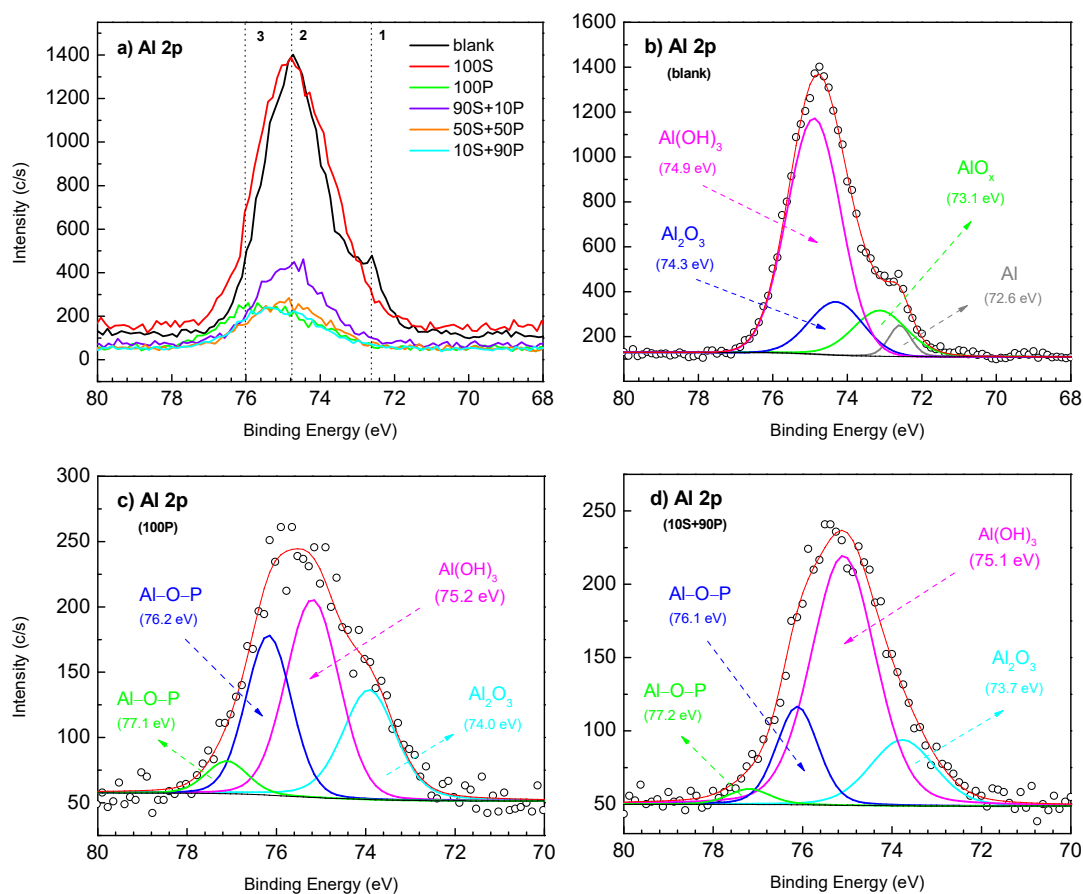 a) Al 2p
3
2
1
blank
100S
100P
90S+10P
50S+50P
10S+90P
1400
1200
1000
800
600
400
200
0
80 78 76 74 72 70 68
Binding Energy (eV)
Intensity (c/s)
b) Al 2p
(blank)
Al(OH)3
(74.9 eV)
AlOx
(73.1 eV)
Al2O3
(74.3 eV)
Al
(72.6 eV)
1600
1400
1200
1000
800
600
400
200
80 78 76 74 72 70 68
Binding Energy (eV)
c) Al 2p
(100P)
Al(OH)3
(75.2 eV)
Al–O–P
(76.2 eV)
Al2O3
(74.0 eV)
Al–O–P
(77.1 eV)
300
250
200
150
100
50
80 78 76 74 72 70
Binding Energy (eV)
Intensity (c/s)
d) Al 2p
(10S+90P)
Al(OH)3
(75.1 eV)
Al–O–P
(76.1 eV)
Al2O3
(73.7 eV)
Al–O–P
(77.2 eV)
250
200
150
100
50
80 78 76 74 72 70
Binding Energy (eV)